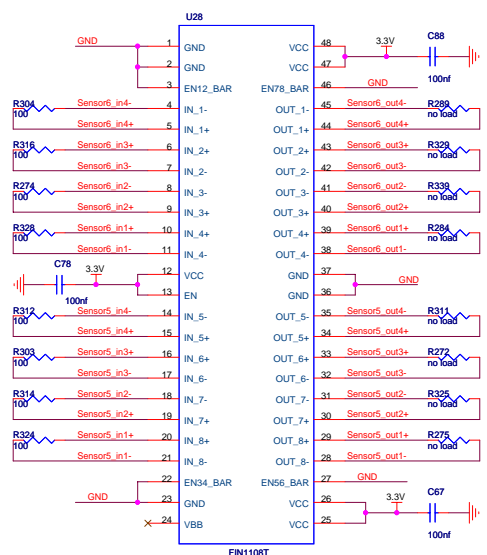 U28
GND 1 GND VCC 48 3.3V C88
2 GND VCC 47
3 EN12_BAR EN78_BAR 46 GND 100nf
R304 100 Sensor6_in4- 4 IN_1- OUT_1- 45 Sensor6_out4- R289 no load
Sensor6_in4+ 5 IN_1+ OUT_1+ 44 Sensor6_out4+
R316 100 Sensor6_in3+ 6 IN_2+ OUT_2+ 43 Sensor6_out3+ R329 no load
Sensor6_in3- 7 IN_2- OUT_2- 42 Sensor6_out3-
R274 100 Sensor6_in2- 8 IN_3- OUT_3- 41 Sensor6_out2- R339 no load
Sensor6_in2+ 9 IN_3+ OUT_3+ 40 Sensor6_out2+
R328 100 Sensor6_in1+ 10 IN_4+ OUT_4+ 39 Sensor6_out1+ R284 no load
Sensor6_in1- 11 IN_4- OUT_4- 38 Sensor6_out1-
C78 3.3V 12 VCC GND 37 GND
100nf 13 EN GND 36
R312 100 Sensor5_in4- 14 IN_5- OUT_5- 35 Sensor5_out4- R311 no load
Sensor5_in4+ 15 IN_5+ OUT_5+ 34 Sensor5_out4+
R303 100 Sensor5_in3+ 16 IN_6+ OUT_6+ 33 Sensor5_out3+ R272 no load
Sensor5_in3- 17 IN_6- OUT_6- 32 Sensor5_out3-
R314 100 Sensor5_in2- 18 IN_7- OUT_7- 31 Sensor5_out2- R325 no load
Sensor5_in2+ 19 IN_7+ OUT_7+ 30 Sensor5_out2+
R324 100 Sensor5_in1+ 20 IN_8+ OUT_8+ 29 Sensor5_out1+ R275 no load
Sensor5_in1- 21 IN_8- OUT_8- 28 Sensor5_out1-
22 EN34_BAR EN56_BAR 27 GND
GND 23 GND VCC 26 3.3V C67
24 VBB VCC 25 100nf
FIN1108T